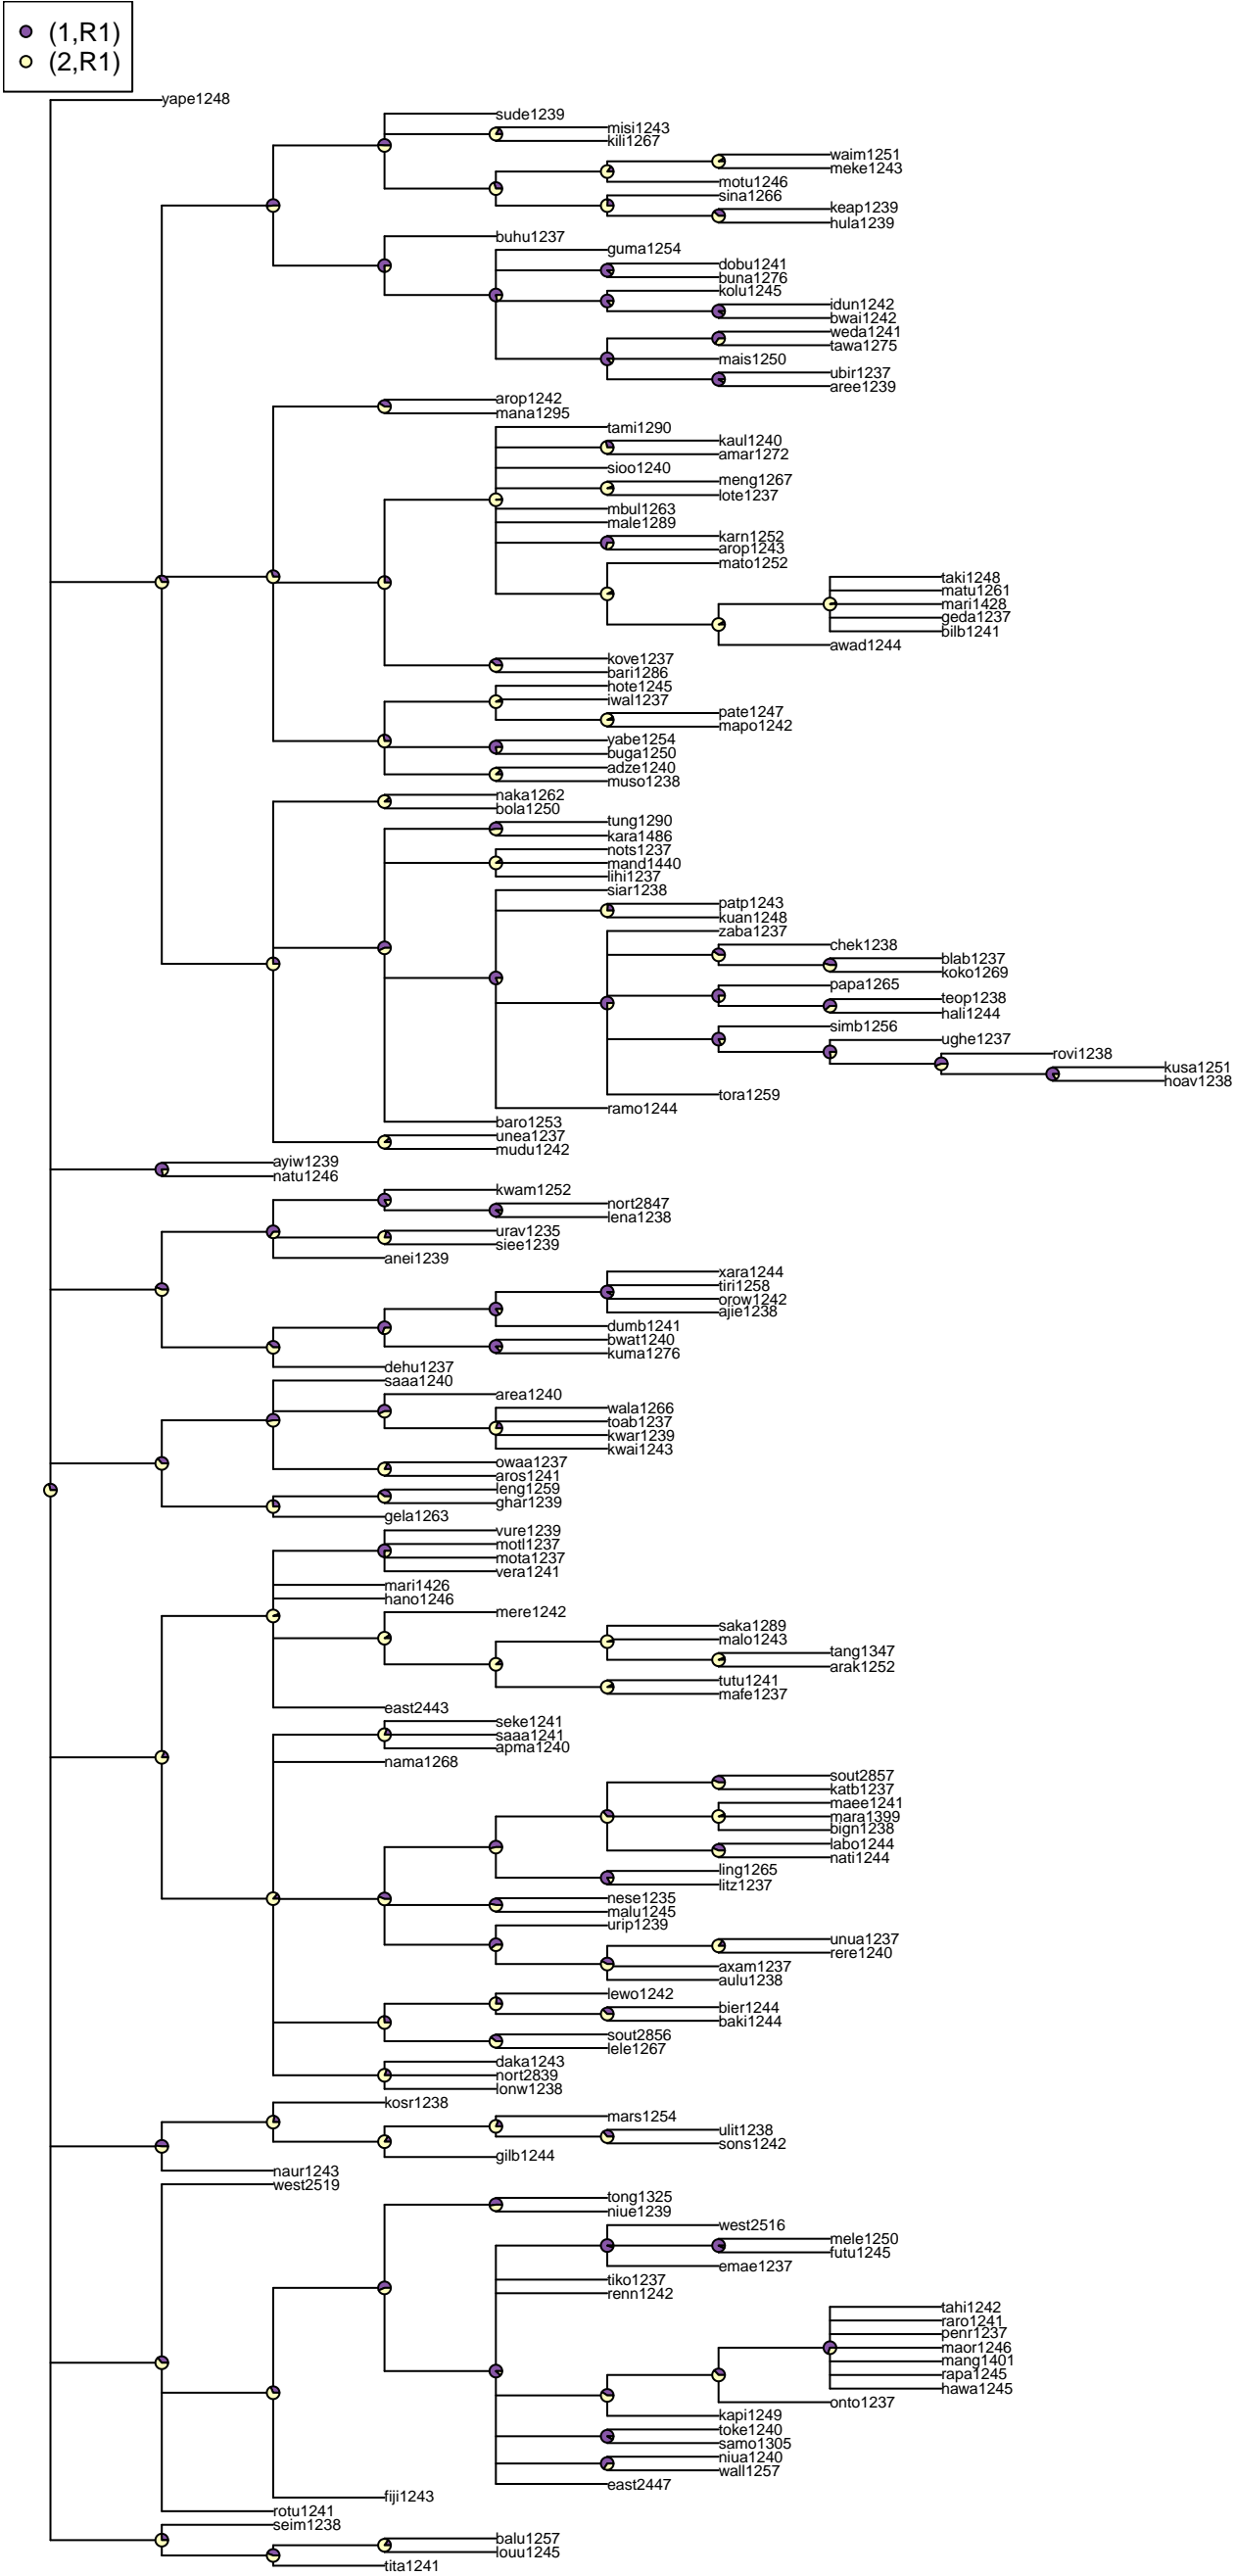 (1,R1)
(2,R1)
yape1248
sude1239
misi1243
kili1267
waim1251
meke1243
motu1246
sina1266
keap1239
hula1239
buhu1237
guma1254
dobu1241
buna1276
kolu1245
idun1242
bwai1242
weda1241
tawa1275
mais1250
ubir1237
aree1239
arop1242
mana1295
tami1290
kaul1240
amar1272
sioo1240
meng1267
lote1237
mbul1263
male1289
karn1252
arop1243
mato1252
taki1248
matu1261
mari1428
geda1237
bilb1241
awad1244
kove1237
bari1286
hote1245
iwal1237
pate1247
mapo1242
yabe1254
buga1250
adze1240
muso1238
naka1262
bola1250
tung1290
kara1486
nots1237
mand1440
lihi1237
siar1238
patp1243
kuan1248
zaba1237
chek1238
blab1237
koko1269
papa1265
teop1238
hali1244
simb1256
ughe1237
rovi1238
kusa1251
hoav1238
tora1259
ramo1244
baro1253
unea1237
mudu1242
ayiw1239
natu1246
kwam1252
nort2847
lena1238
urav1235
siee1239
anei1239
xara1244
tiri1258
orow1242
ajie1238
dumb1241
bwat1240
kuma1276
dehu1237
saaa1240
area1240
wala1266
toab1237
kwar1239
kwai1243
owaa1237
aros1241
leng1259
ghar1239
gela1263
vure1239
motl1237
mota1237
vera1241
mari1426
hano1246
mere1242
saka1289
malo1243
tang1347
arak1252
tutu1241
mafe1237
east2443
seke1241
saaa1241
apma1240
nama1268
sout2857
katb1237
maee1241
mara1399
bign1238
labo1244
nati1244
ling1265
litz1237
nese1235
malu1245
urip1239
unua1237
rere1240
axam1237
aulu1238
lewo1242
bier1244
baki1244
sout2856
lele1267
daka1243
nort2839
lonw1238
kosr1238
mars1254
ulit1238
sons1242
gilb1244
naur1243
west2519
tong1325
niue1239
west2516
mele1250
futu1245
emae1237
tiko1237
renn1242
tahi1242
raro1241
penr1237
maor1246
mang1401
rapa1245
hawa1245
onto1237
kapi1249
toke1240
samo1305
niua1240
wall1257
east2447
fiji1243
rotu1241
seim1238
balu1257
louu1245
tita1241